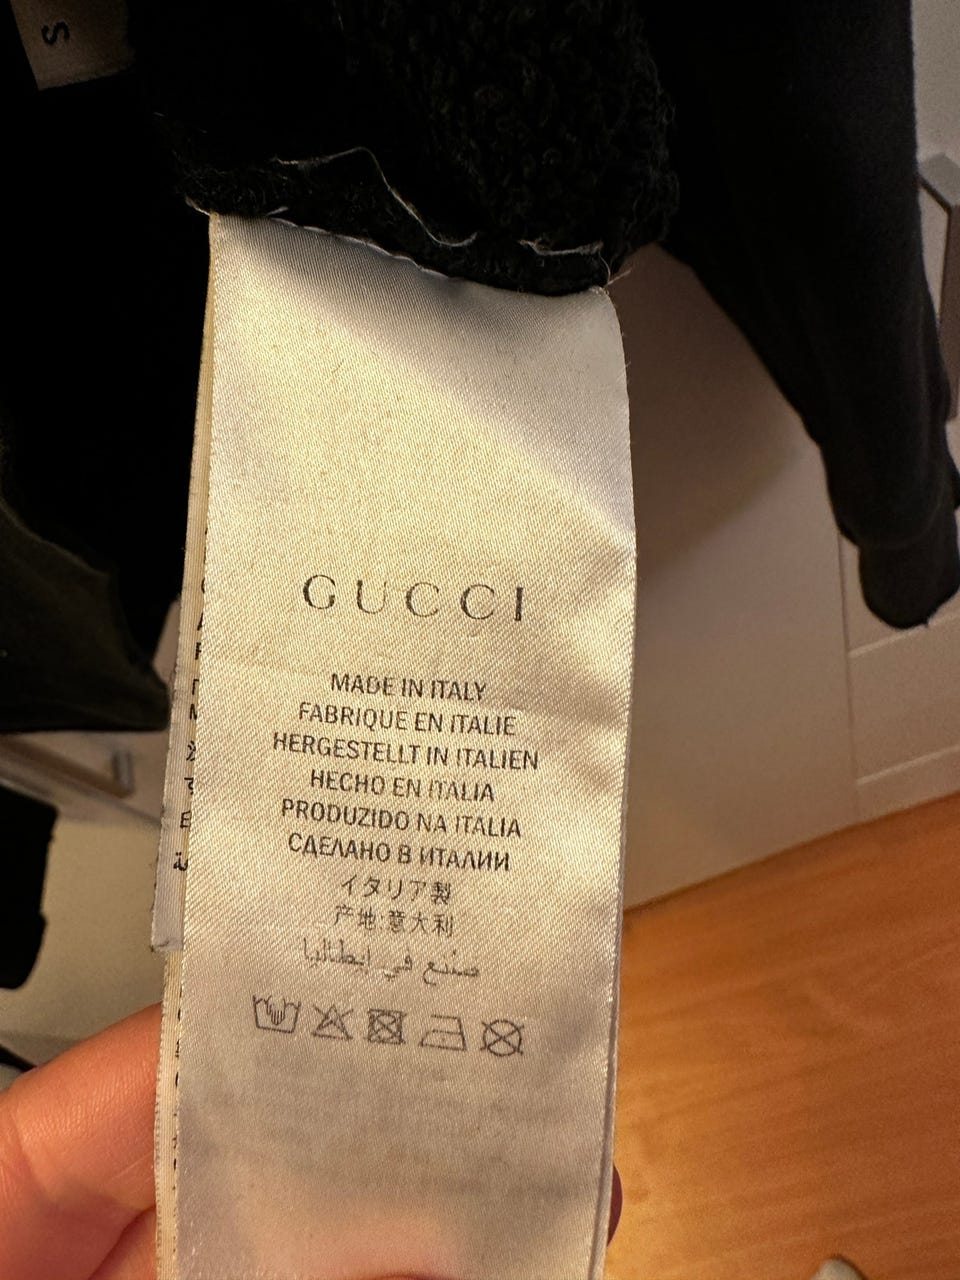 S
GUCCI
MADE IN ITALY
FABRIQUE EN ITALIE
HERGESTELLT IN ITALIEN
HECHO EN ITALIA
PRODUZIDO NA ITALIA
СДЕЛАНО В ИТАЛИИ
イタリア製
产地:意大利
صنع في ايطاليا